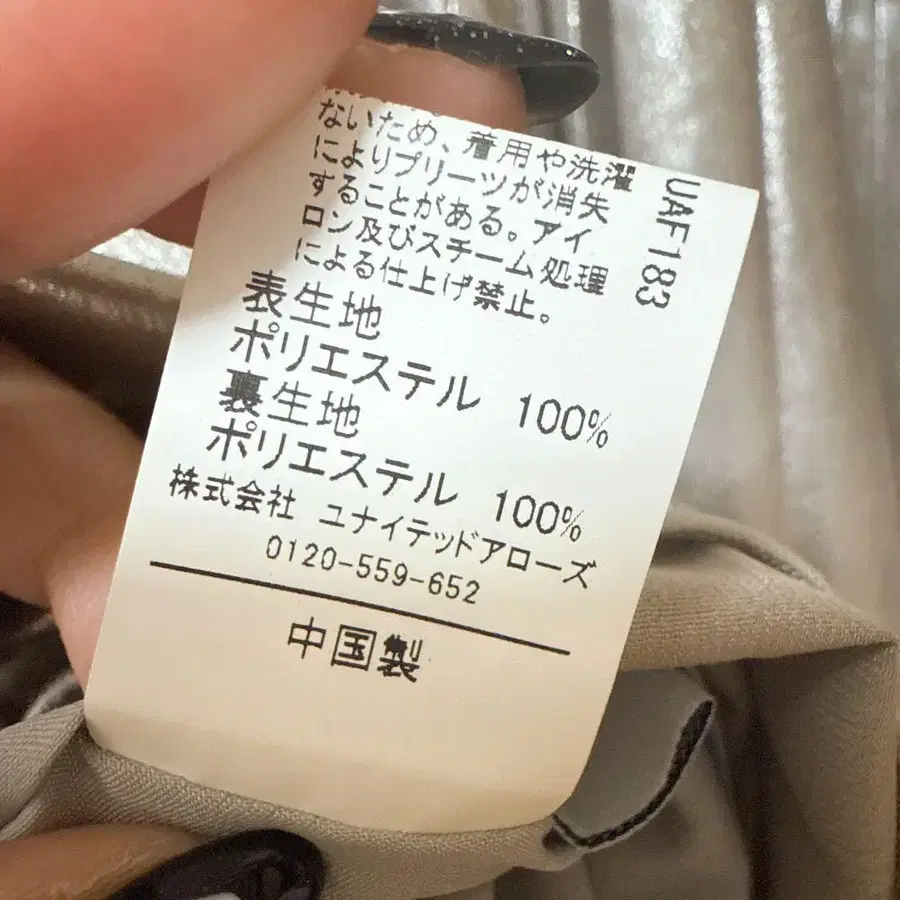 ないため、着用や洗濯
によりプリーツが消失
することがある。アイ
ロン及びスチーム処理
による仕上げ禁止。
表生地
ポリエステル 100%
裏生地
ポリエステル 100%
株式会社 ユナイテッドアローズ
0120-559-652
中国製
UAF183